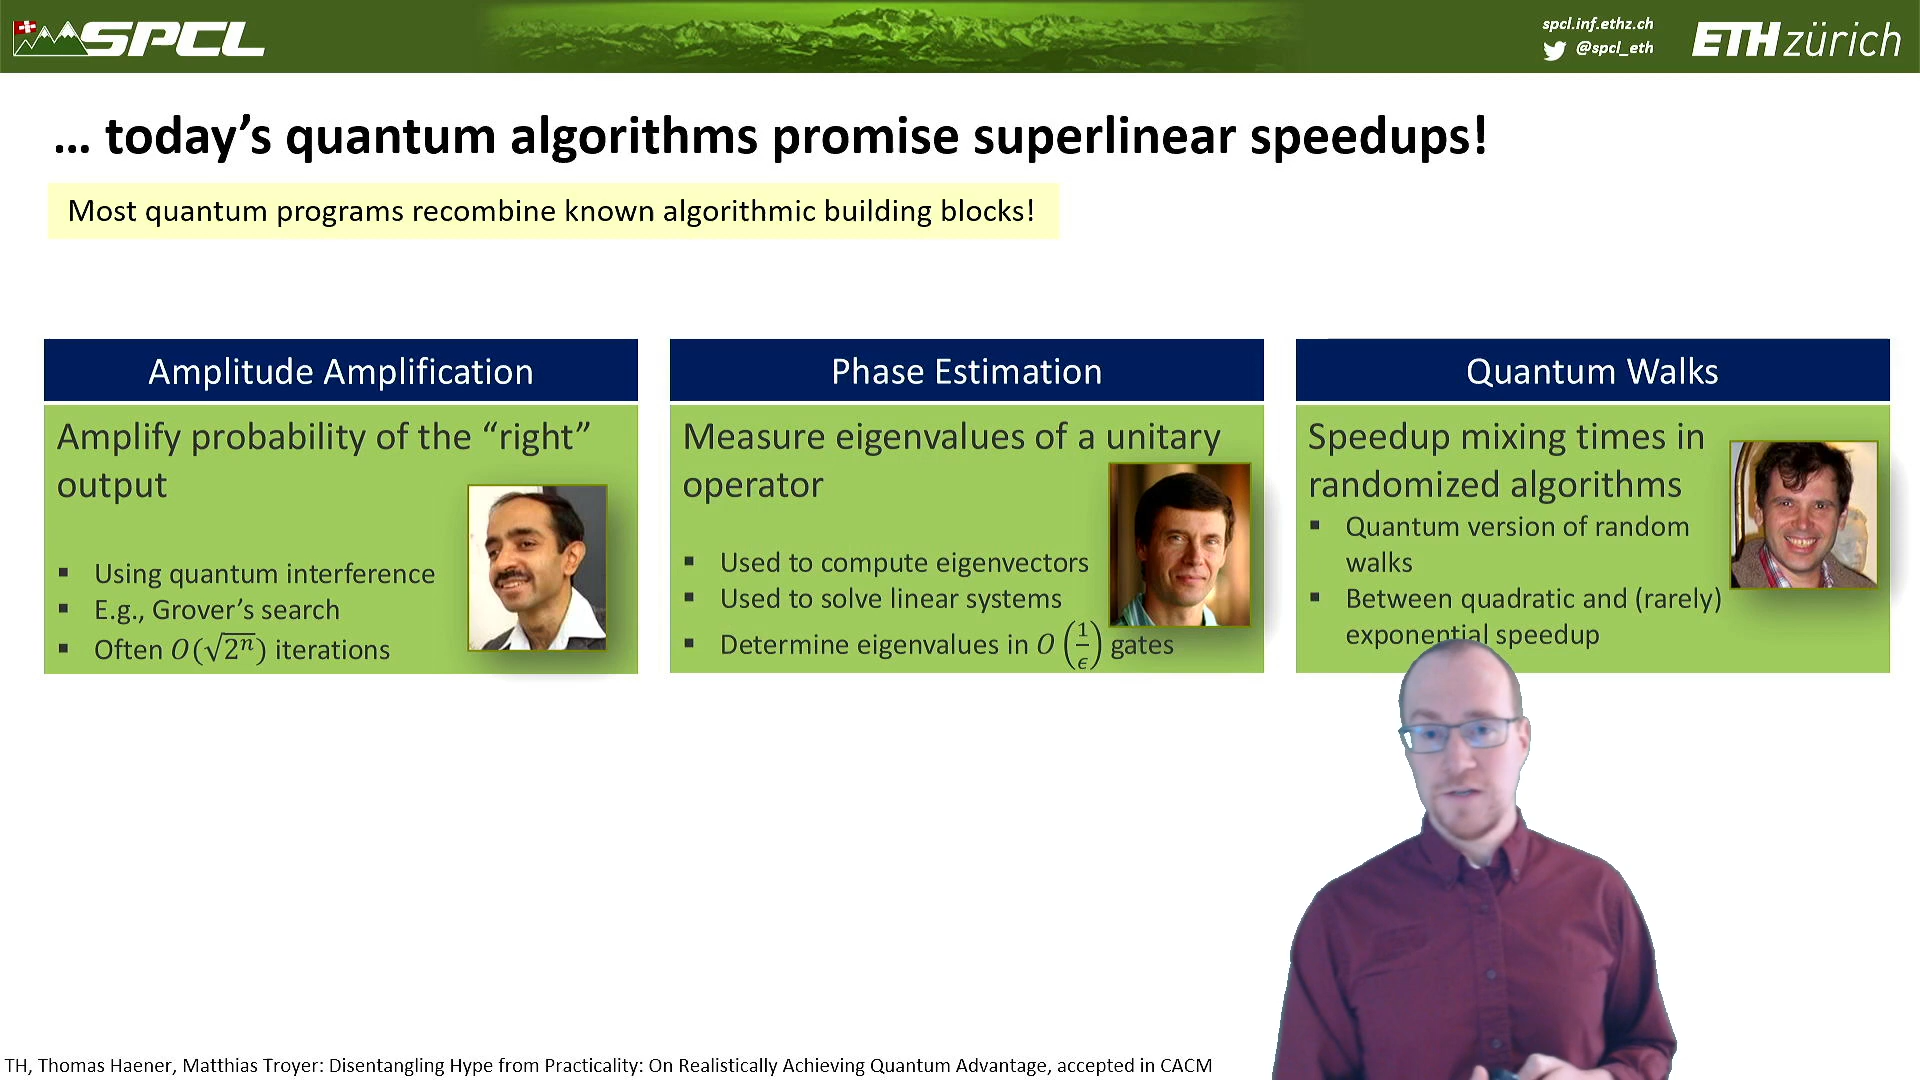 SPCL
spcl.inf.ethz.ch
@spcl_eth
ETH zürich
... today's quantum algorithms promise superlinear speedups!
Most quantum programs recombine known algorithmic building blocks!
Amplitude Amplification
Amplify probability of the “right”
output
▪ Using quantum interference
▪ E.g., Grover's search
▪ Often O(√2ⁿ) iterations
Phase Estimation
Measure eigenvalues of a unitary
operator
▪ Used to compute eigenvectors
▪ Used to solve linear systems
▪ Determine eigenvalues in O(1/ϵ) gates
Quantum Walks
Speedup mixing times in
randomized algorithms
▪ Quantum version of random
walks
▪ Between quadratic and (rarely)
exponential speedup
TH, Thomas Haener, Matthias Troyer: Disentangling Hype from Practicality: On Realistically Achieving Quantum Advantage, accepted in CACM